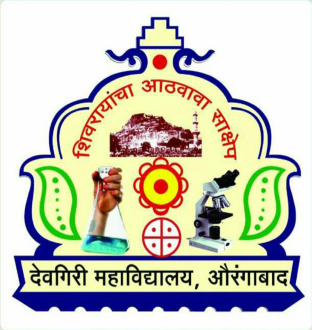 शिवरायांचा आठवावा साक्षेप
देवगिरी महाविद्यालय, औरंगाबाद